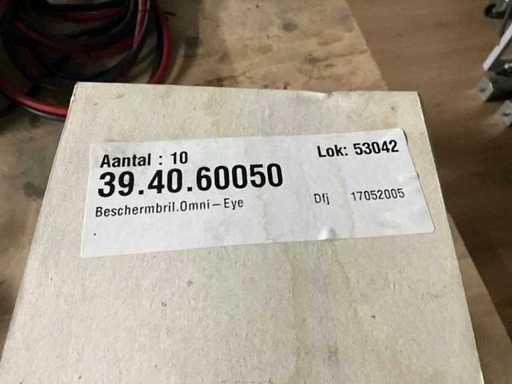 Aantal : 10 Lok: 53042
39.40.60050
Beschermbril.Omni-Eye Dfj 17052005